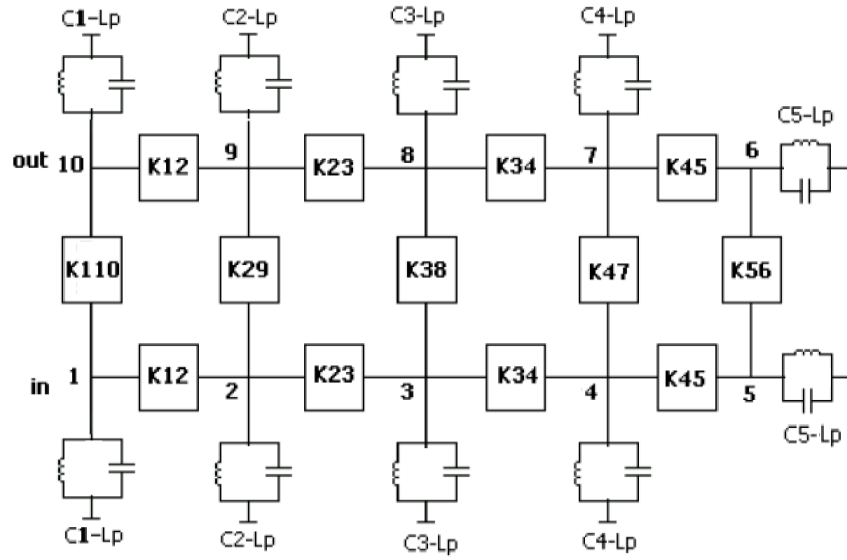 C1-Lp C2-Lp C3-Lp C4-Lp
C5-Lp
out 10 9 8 7 6
K12 K23 K34 K45
K110 K29 K38 K47 K56
in 1 2 3 4 5
K12 K23 K34 K45
C5-Lp
C1-Lp C2-Lp C3-Lp C4-Lp